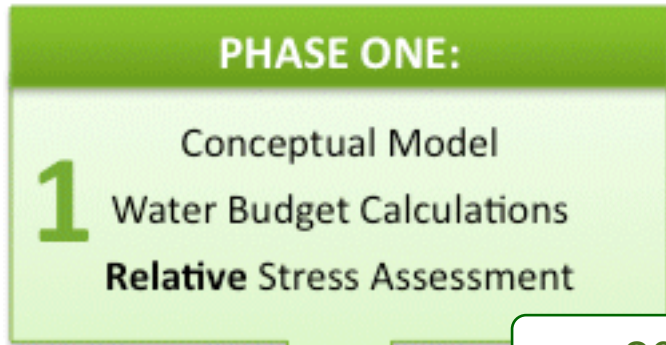 PHASE ONE:
1
Conceptual Model
Water Budget Calculations
Relative Stress Assessment